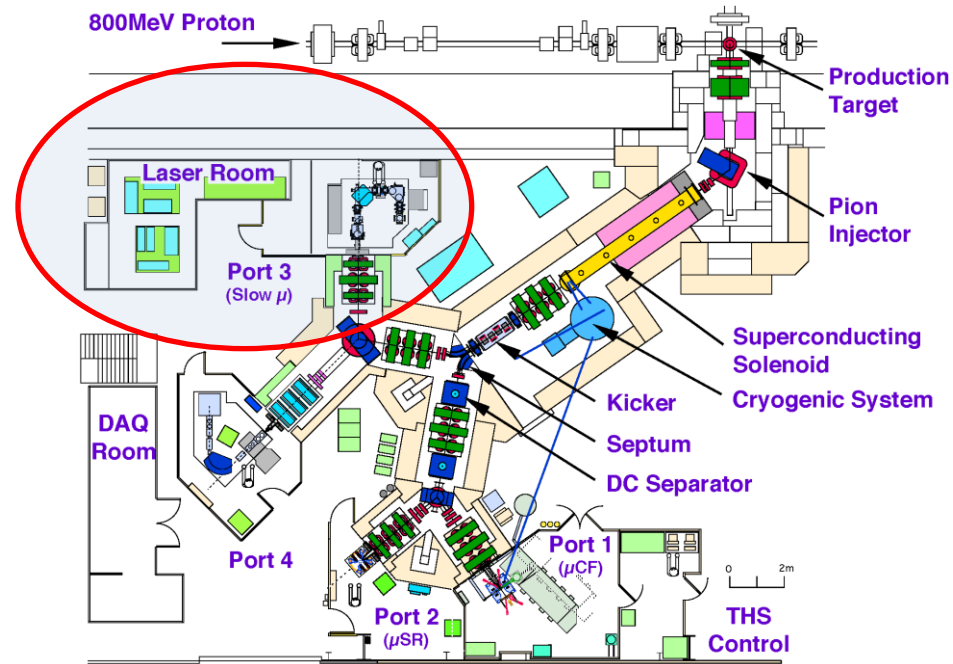 800MeV Proton
Production
Target
Laser Room
Pion
Injector
Port 3
(Slow μ)
Superconducting
Solenoid
Cryogenic System
Kicker
DAQ
Room
Septum
DC Separator
Port 4
Port 1
(μCF)
0 2m
Port 2
(μSR)
THS
Control